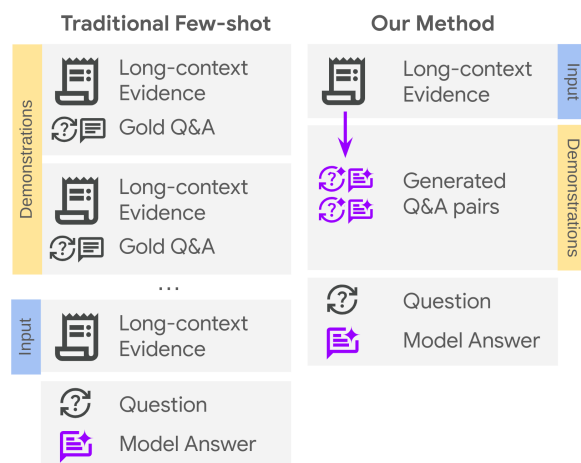 Traditional Few-shot
Demonstrations
Long-context
Evidence
Gold Q&A
Long-context
Evidence
Gold Q&A
...
Input
Long-context
Evidence
Question
Model Answer
Our Method
Long-context
Evidence
Input
Generated
Q&A pairs
Demonstrations
Question
Model Answer